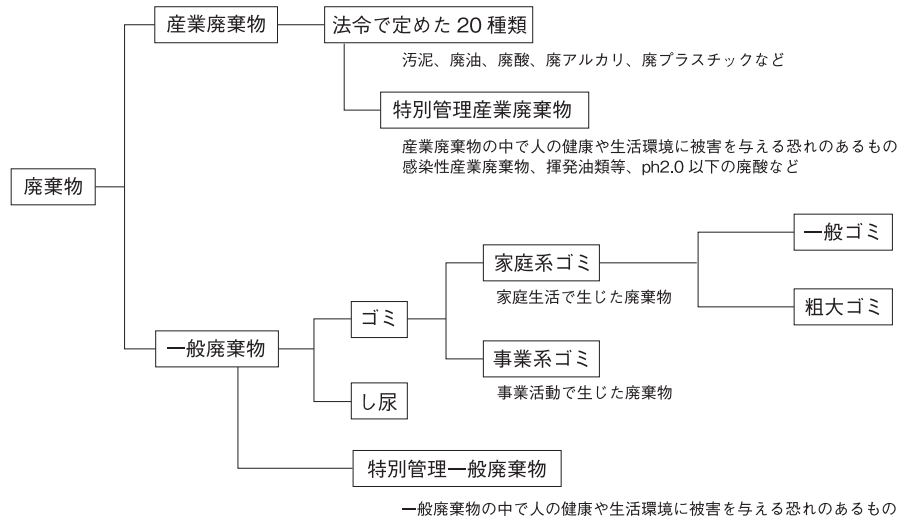 産業廃棄物
法令で定めた20種類
汚泥、廃油、廃酸、廃アルカリ、廃プラスチックなど
特別管理産業廃棄物
産業廃棄物の中で人の健康や生活環境に被害を与える恐れのあるもの
感染性産業廃棄物、揮発油類等、ph2.0以下の廃酸など
廃棄物
一般ゴミ
家庭系ゴミ
家庭生活で生じた廃棄物
粗大ゴミ
ゴミ
一般廃棄物
事業系ゴミ
事業活動で生じた廃棄物
し尿
特別管理一般廃棄物
一般廃棄物の中で人の健康や生活環境に被害を与える恐れのあるもの